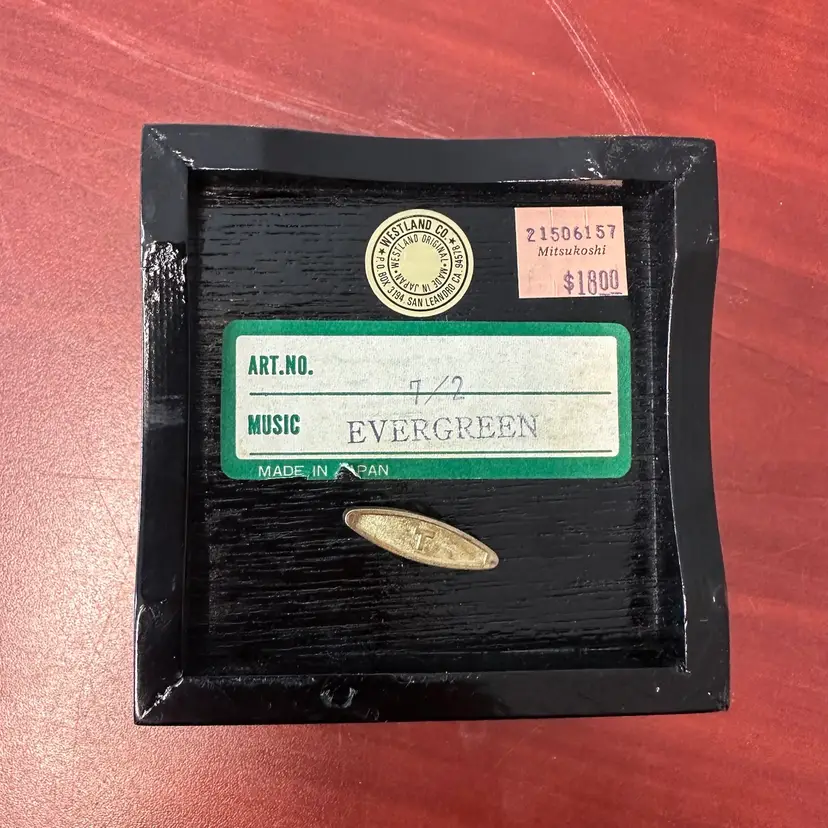 ★ WESTLAND CO. ★
P.O. BOX 3194, SAN LEANDRO CA. 94578
• WESTLAND ORIGINAL •
MADE IN JAPAN
21506157
Mitsukoshi
$1800
ART.NO.
7/2
MUSIC EVERGREEN
MADE IN JAPAN
T